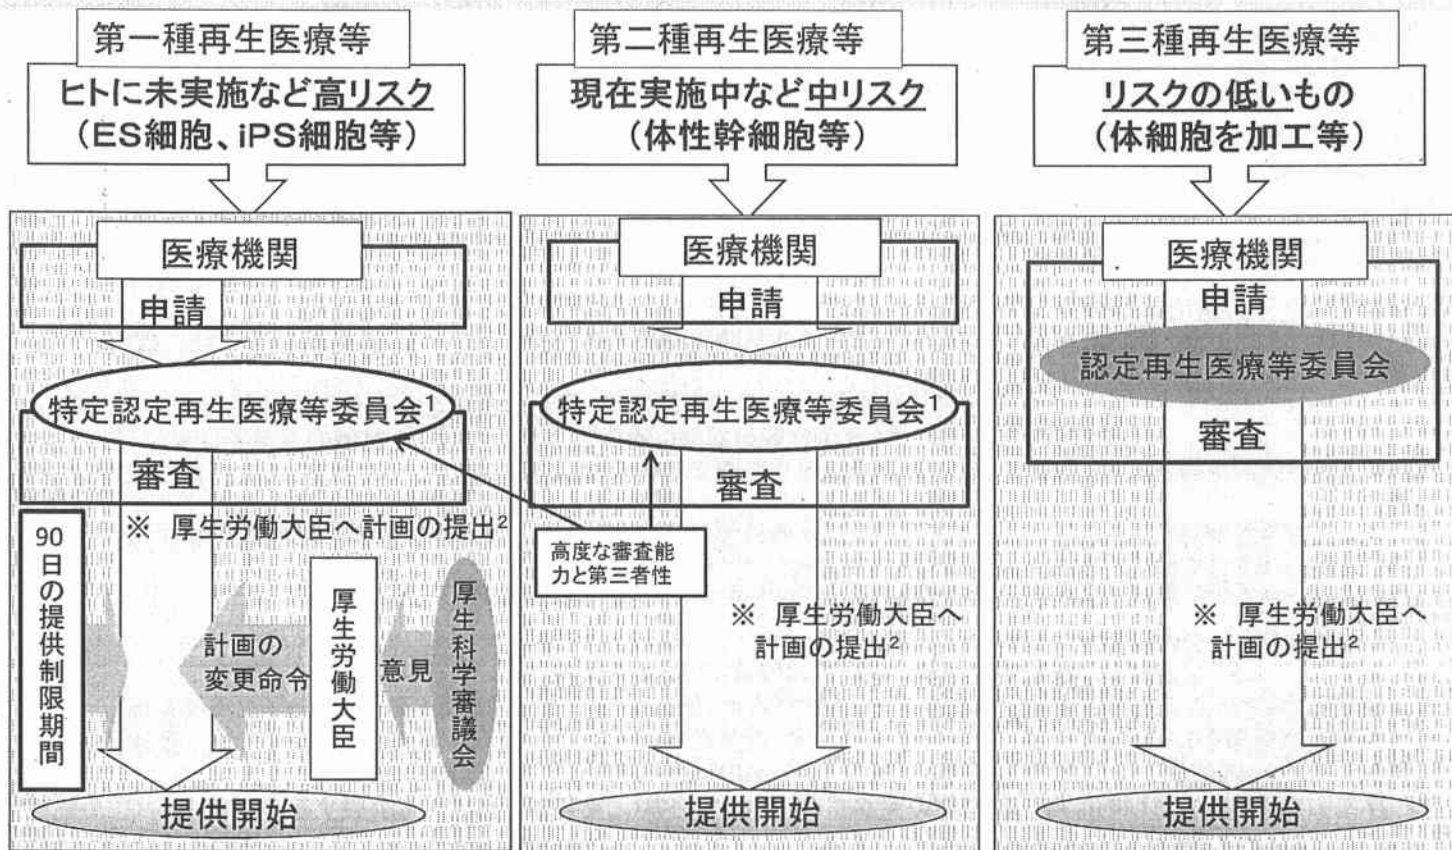 第一種再生医療等
ヒトに未実施など高リスク
(ES細胞、iPS細胞等)
医療機関
申請
特定認定再生医療等委員会1
審査
※ 厚生労働大臣へ計画の提出2
90日の提供制限期間
計画の
変更命令
厚生労働大臣
意見
厚生科学審議会
提供開始
第二種再生医療等
現在実施中など中リスク
(体性幹細胞等)
医療機関
申請
特定認定再生医療等委員会1
審査
高度な審査能
力と第三者性
※ 厚生労働大臣へ
計画の提出2
提供開始
第三種再生医療等
リスクの低いもの
(体細胞を加工等)
医療機関
申請
認定再生医療等委員会
審査
※ 厚生労働大臣へ
計画の提出2
提供開始